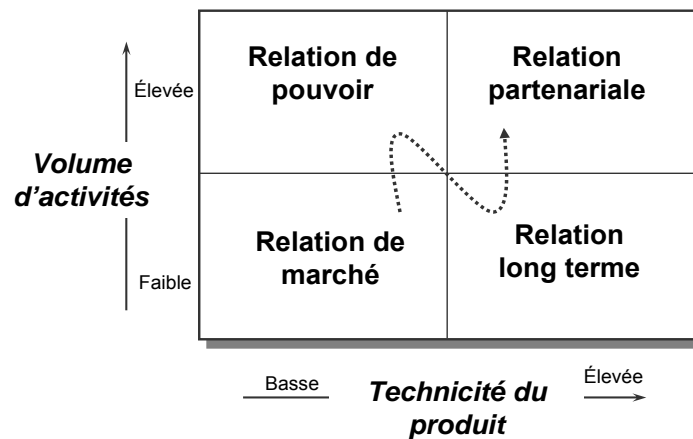 Relation de
pouvoir
Relation
partenariale
Élevée
Volume
d'activités
Relation de
marché
Relation
long terme
Faible
Basse
Technicité du
produit
Élevée